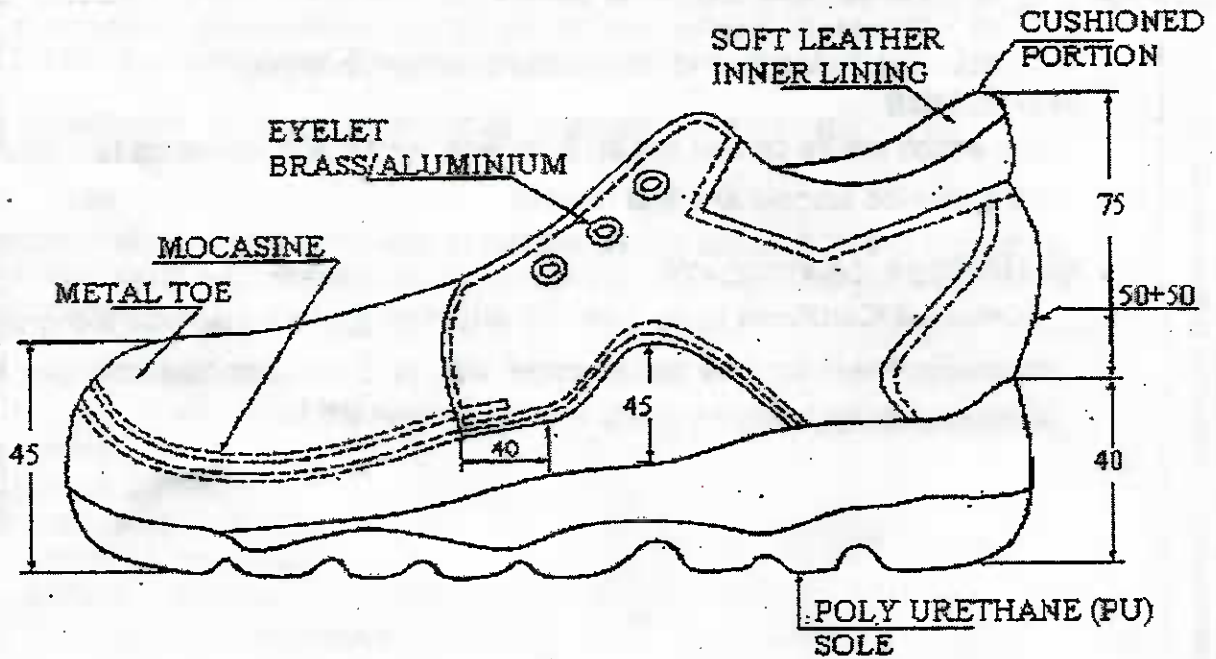 CUSHIONED
PORTION
SOFT LEATHER
INNER LINING
EYELET
BRASS/ALUMINIUM
75
MOCASINE
METAL TOE
50+50
45
45
40
40
POLY URETHANE (PU)
SOLE